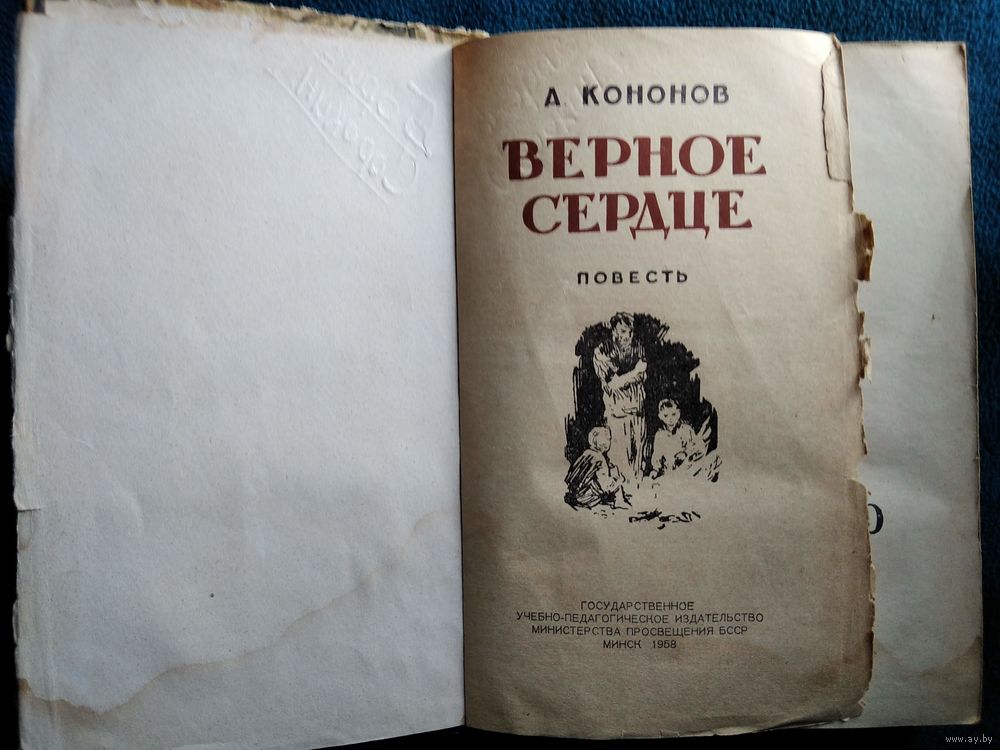 А. КОНОНОВ
ВЕРНОЕ
СЕРДЦЕ
ПОВЕСТЬ
ГОСУДАРСТВЕННОЕ
УЧЕБНО-ПЕДАГОГИЧЕСКОЕ ИЗДАТЕЛЬСТВО
МИНИСТЕРСТВА ПРОСВЕЩЕНИЯ БССР
МИНСК 1958
www.ay.by